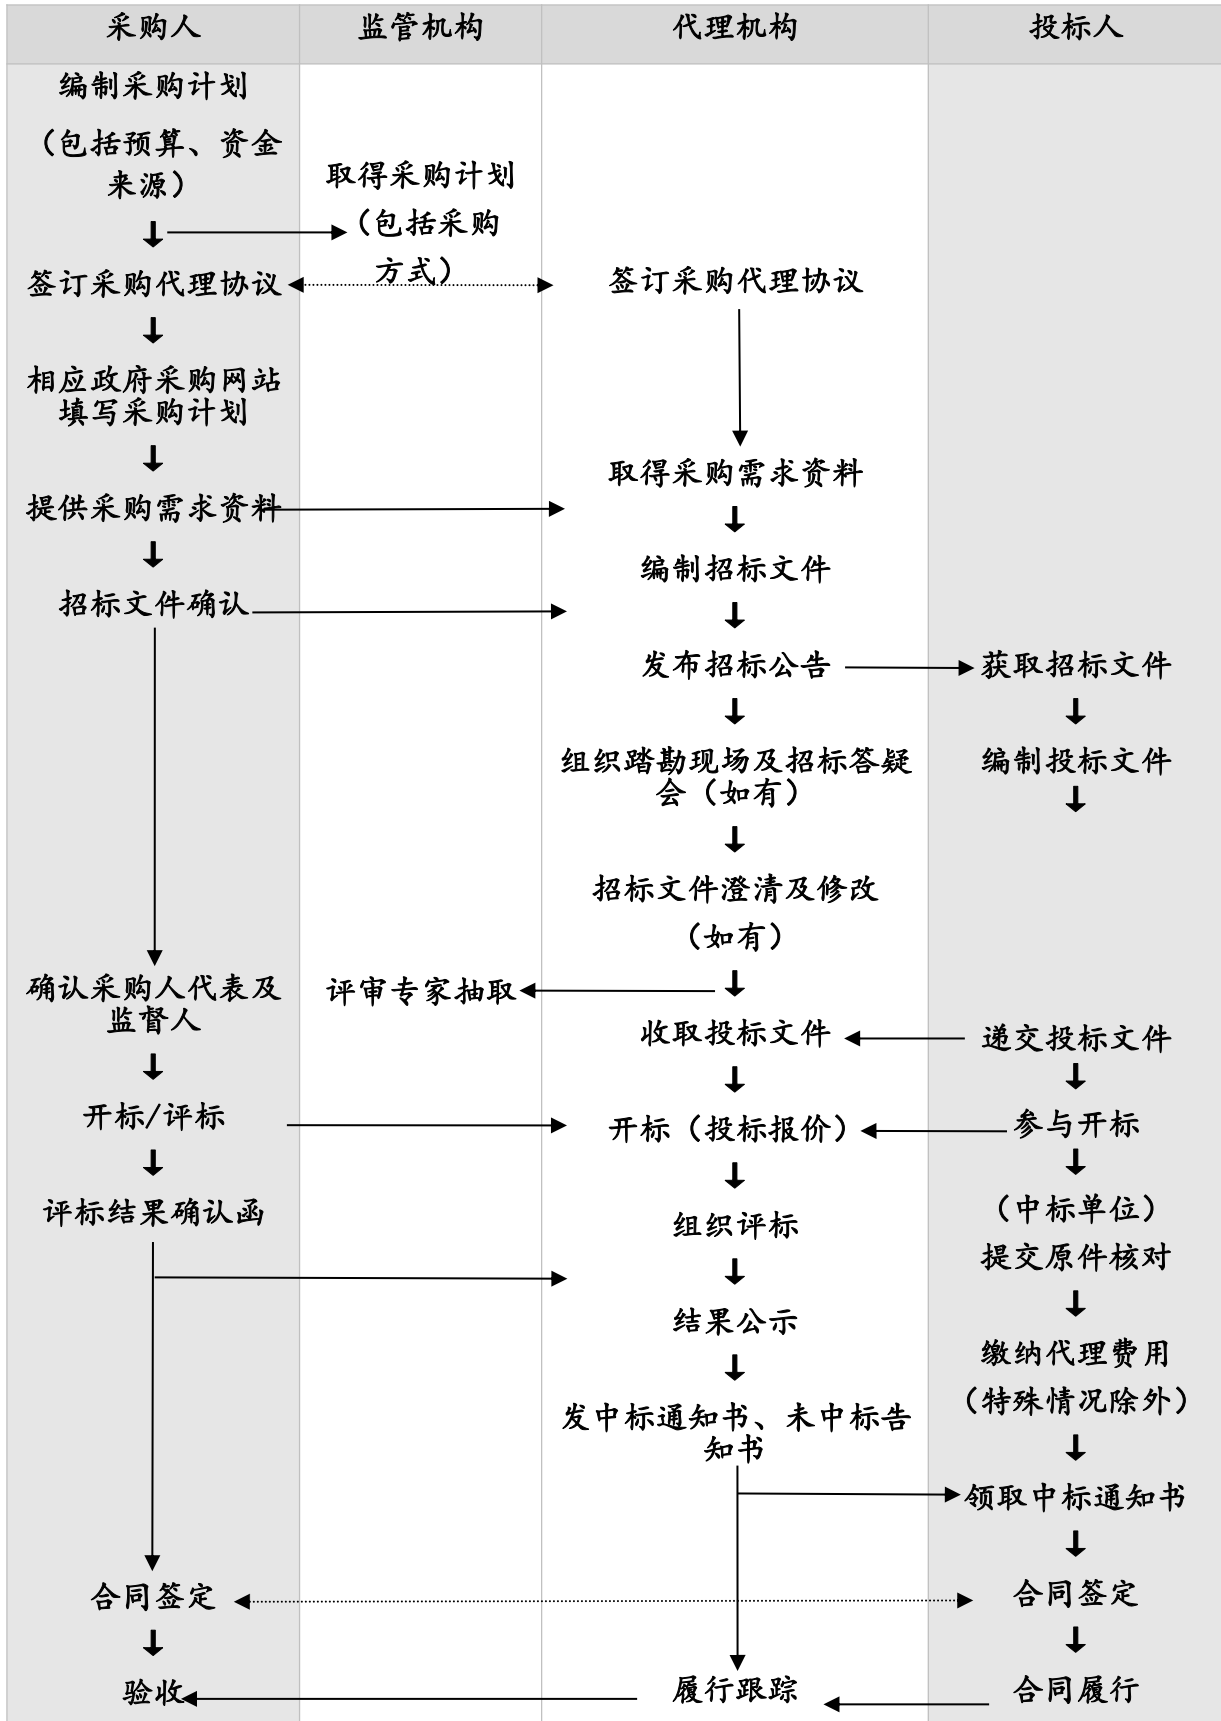 采购人
监管机构
代理机构
投标人
编制采购计划
（包括预算、资金
来源）
签订采购代理协议
相应政府采购网站
填写采购计划
提供采购需求资料
招标文件确认
确认采购人代表及
监督人
开标/评标
评标结果确认函
合同签定
验收
取得采购计划
（包括采购
方式）
评审专家抽取
签订采购代理协议
取得采购需求资料
编制招标文件
发布招标公告
组织踏勘现场及招标答疑
会（如有）
招标文件澄清及修改
（如有）
收取投标文件
开标（投标报价）
组织评标
结果公示
发中标通知书、未中标告
知书
履行跟踪
获取招标文件
编制投标文件
递交投标文件
参与开标
（中标单位）
提交原件核对
缴纳代理费用
（特殊情况除外）
领取中标通知书
合同签定
合同履行